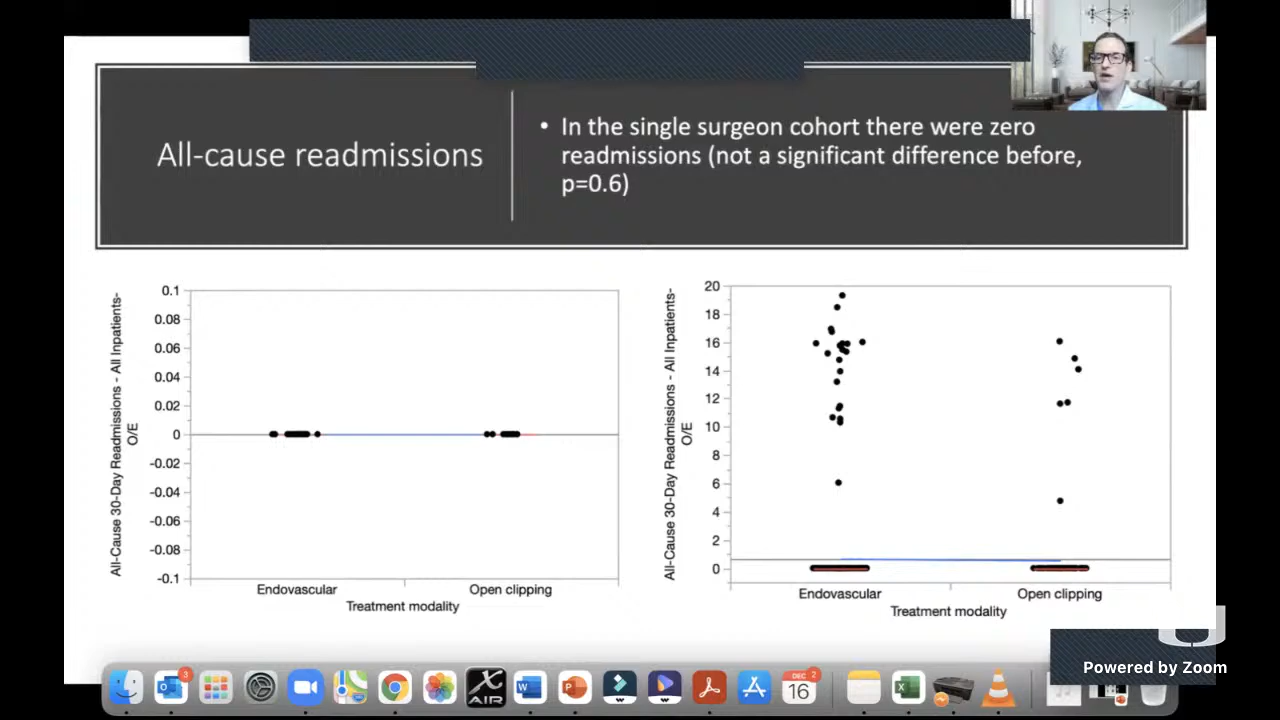 All-cause readmissions
• In the single surgeon cohort there were zero
readmissions (not a significant difference before,
p=0.6)
All-Cause 30-Day Readmissions - All Inpatients-
O/E
0.1
0.08
0.06
0.04
0.02
0
-0.02
-0.04
-0.06
-0.08
-0.1
Endovascular
Open clipping
Treatment modality
All-Cause 30-Day Readmissions - All Inpatients-
O/E
20
18
16
14
12
10
8
6
4
2
0
Endovascular
Open clipping
Treatment modality
Powered by Zoom
3
X
AIR
W
P
DEC
2
16
X